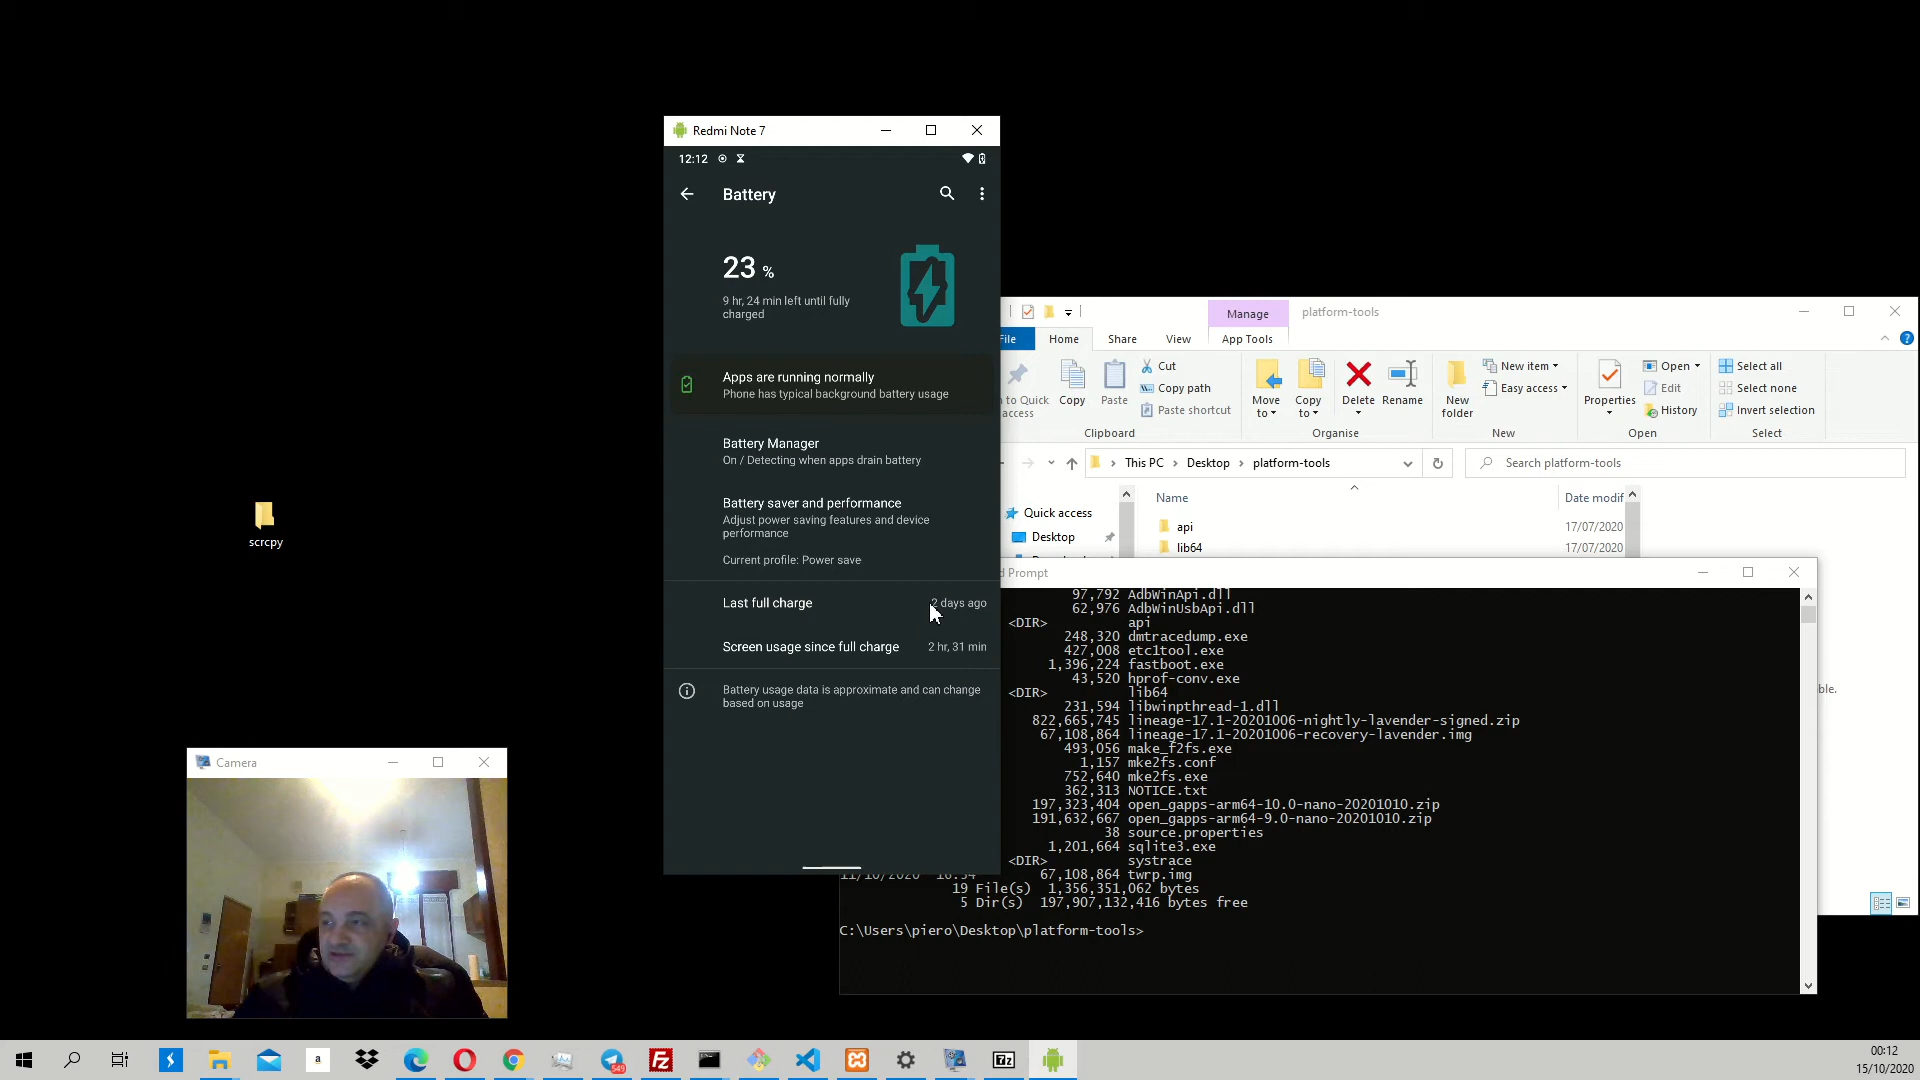 Redmi Note 7
12:12
Battery
23 %
9 hr, 24 min left until fully
charged
Apps are running normally
Phone has typical background battery usage
Battery Manager
On / Detecting when apps drain battery
Battery saver and performance
Adjust power saving features and device
performance
Current profile: Power save
Last full charge 2 days ago
Screen usage since full charge 2 hr, 31 min
Battery usage data is approximate and can change
based on usage
Manage platform-tools
File Home Share View App Tools
to Quick
access
Copy
Paste
Cut
Copy path
Paste shortcut
Clipboard
Move
to
Copy
to
Delete
Rename
Organise
New
folder
New item
Easy access
New
Properties
Open
Edit
History
Open
Select all
Select none
Invert selection
Select
This PC > Desktop > platform-tools
Search platform-tools
Name Date modif
Quick access
Desktop
api 17/07/2020
lib64 17/07/2020
ble.
d Prompt
97,792 AdbWinApi.dll
62,976 AdbWinUsbApi.dll
<DIR> api
248,320 dmtracedump.exe
427,008 etc1tool.exe
1,396,224 fastboot.exe
43,520 hprof-conv.exe
<DIR> lib64
231,594 libwinpthread-1.dll
822,665,745 lineage-17.1-20201006-nightly-lavender-signed.zip
67,108,864 lineage-17.1-20201006-recovery-lavender.img
493,056 make_f2fs.exe
1,157 mke2fs.conf
752,640 mke2fs.exe
362,313 NOTICE.txt
197,323,404 open_gapps-arm64-10.0-nano-20201010.zip
191,632,667 open_gapps-arm64-9.0-nano-20201010.zip
38 source.properties
1,201,664 sqlite3.exe
<DIR> systrace
67,108,864 twrp.img
19 File(s) 1,356,351,062 bytes
5 Dir(s) 197,907,132,416 bytes free
C:\Users\piero\Desktop\platform-tools>
scrcpy
Camera
a
549
Fz
7z
00:12
15/10/2020